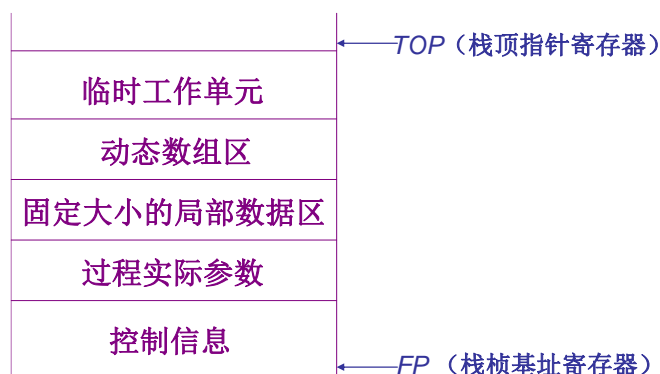 TOP（栈顶指针寄存器）
临时工作单元
动态数组区
固定大小的局部数据区
过程实际参数
控制信息
FP （栈桢基址寄存器）